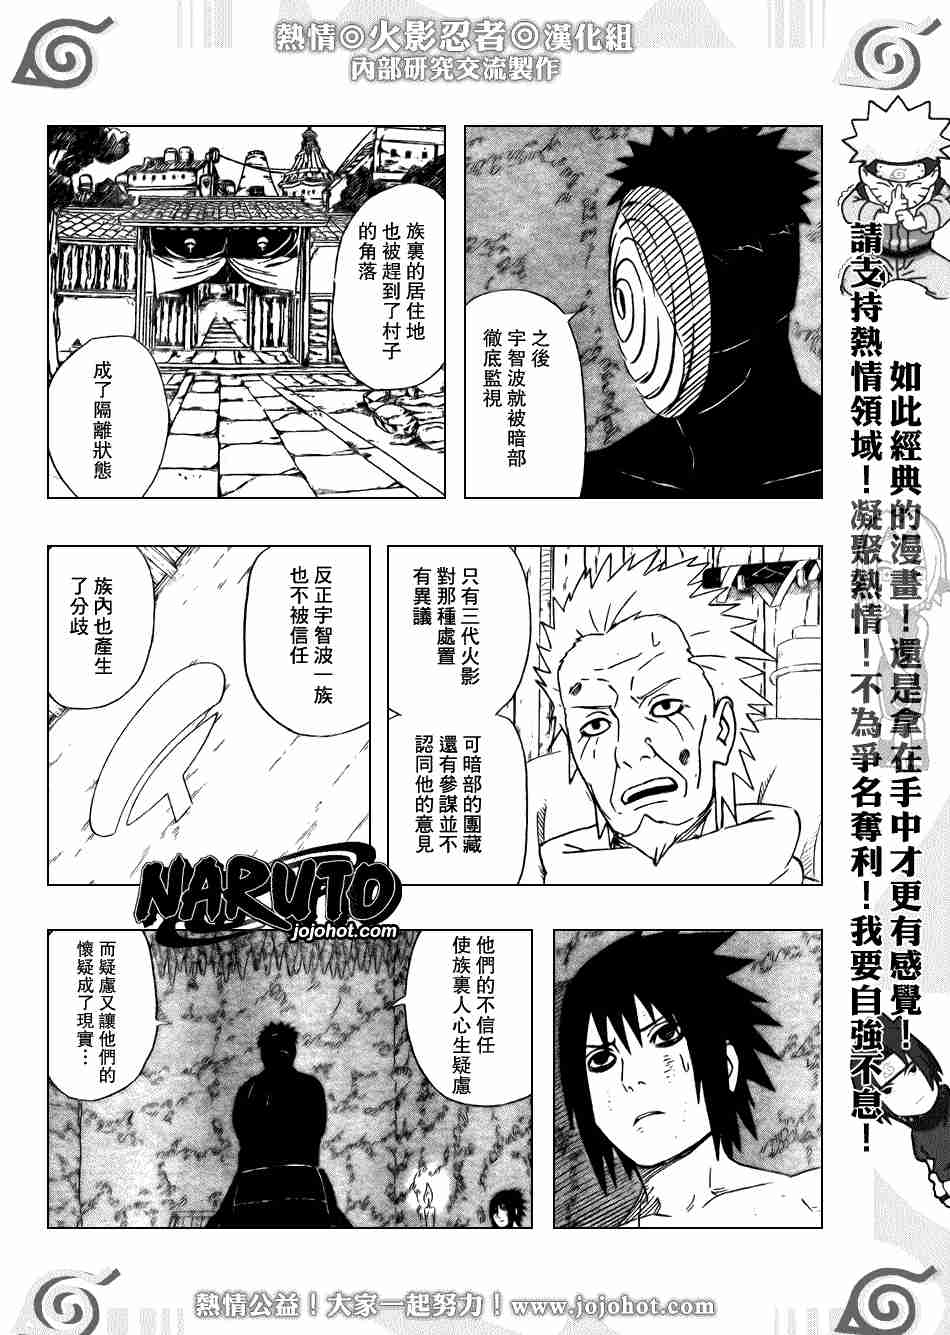 熱情◎火影忍者◎漢化組
內部研究交流製作
之後
宇智波就被暗部
徹底監視
族裏的居住地
也被趕到了村子
的角落
成了隔離狀態
只有三代火影
對那種處置
有異議
可暗部的團藏
還有參謀並不
認同他的意見
反正宇智波一族
也不被信任
族內也產生
了分歧
他們的不信任
使族裏人心生疑慮
而疑慮又讓他們的
懷疑成了現實…
NARUTO
jojohot.com
如此經典的漫畫！還是拿在手中才更有感覺！
請支持熱情領域！凝聚熱情！不為爭名奪利！我要自強不息！
熱情公益！大家一起努力！www.jojohot.com